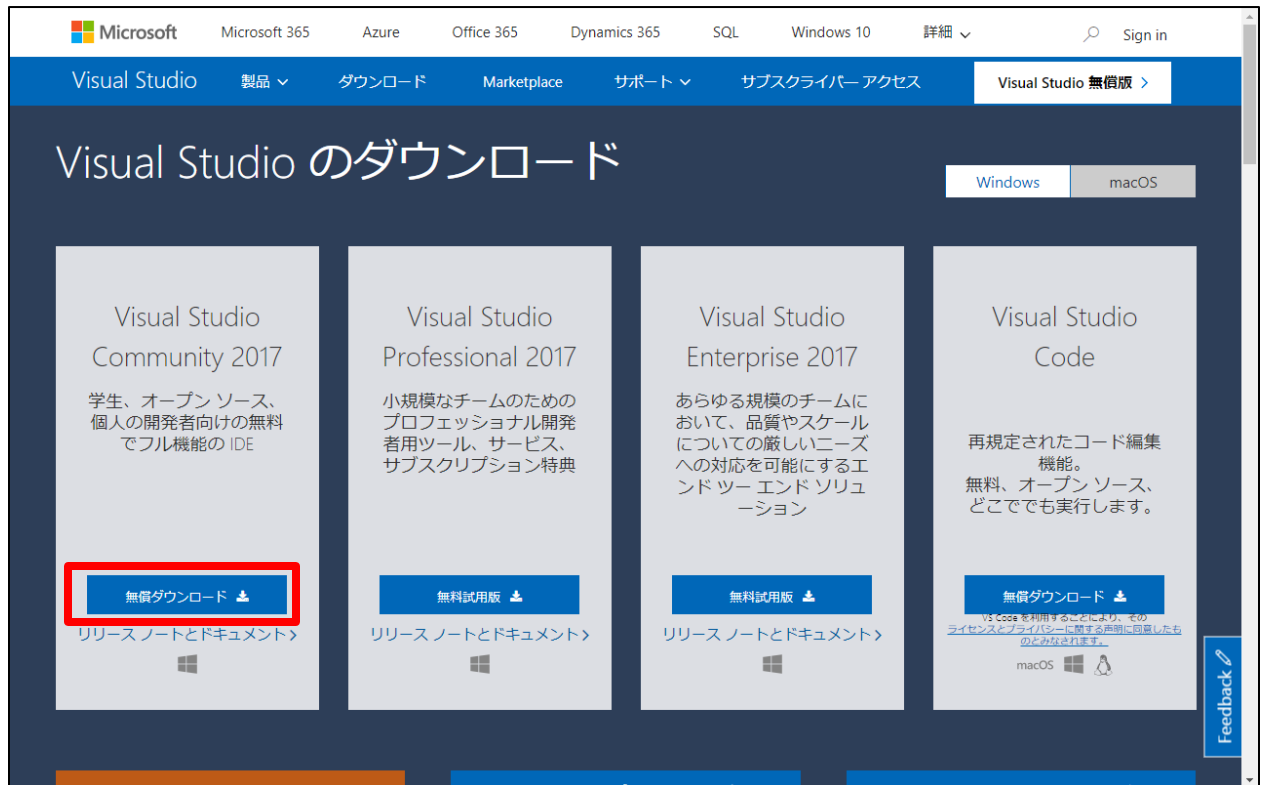 Microsoft Microsoft 365 Azure Office 365 Dynamics 365 SQL Windows 10 詳細 Sign in
Visual Studio 製品 ダウンロード Marketplace サポート サブスクライバー アクセス Visual Studio 無償版 >
Visual Studio のダウンロード
Windows macOS
Visual Studio
Community 2017
学生、オープン ソース、
個人の開発者向けの無料
でフル機能の IDE
無償ダウンロード
リリース ノートとドキュメント >
Visual Studio
Professional 2017
小規模なチームのための
プロフェッショナル開発
者用ツール、サービス、
サブスクリプション特典
無料試用版
リリース ノートとドキュメント >
Visual Studio
Enterprise 2017
あらゆる規模のチームに
おいて、品質やスケール
についての厳しいニーズ
への対応を可能にするエ
ンド ツー エンド ソリュ
ーション
無料試用版
リリース ノートとドキュメント >
Visual Studio
Code
再規定されたコード編集
機能。
無料、オープン ソース、
どこででも実行します。
無償ダウンロード
VS Code を利用することにより、その
ライセンスとプライバシーに関する声明に同意したも
のとみなされます。
macOS
Feedback